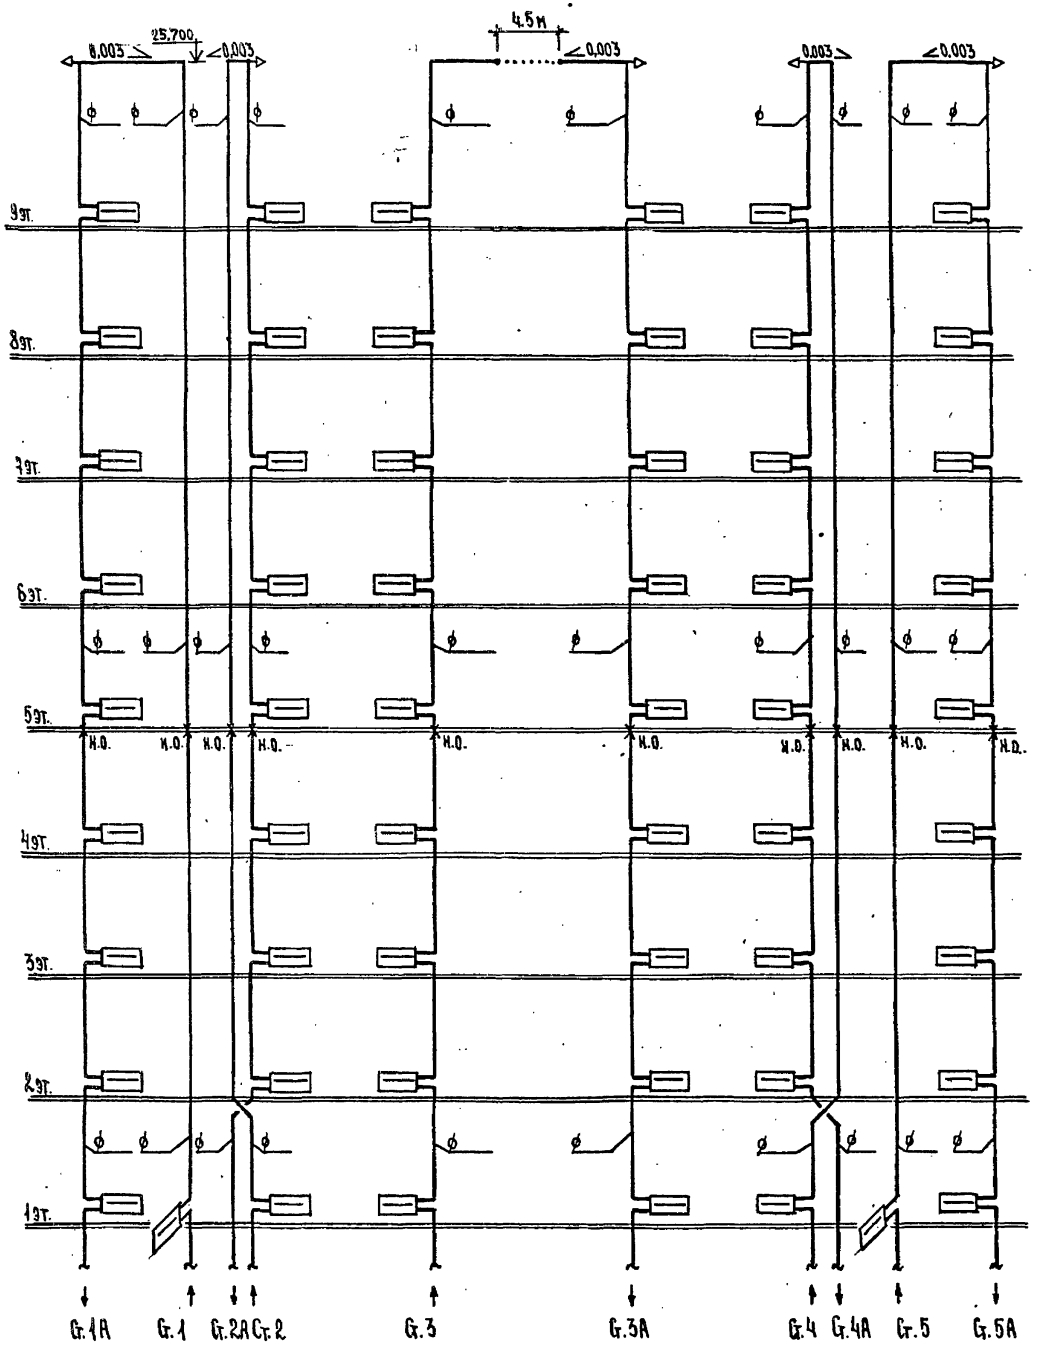 4.5м
25,700
0,003 0,003 0,003 0,003 0,003
ф ф ф ф ф ф ф ф ф ф
9эт.
8эт.
7эт.
6эт.
ф ф ф ф ф ф ф ф ф ф
5эт.
н.о. н.о. н.о. н.о. н.о. н.о. н.о. н.о. н.о. н.о.
4эт.
3эт.
2эт.
ф ф ф ф ф ф ф ф ф ф
1эт.
Ст.1А Ст.1 Ст.2А Ст.2 Ст.3 Ст.3А Ст.4 Ст.4А Ст.5 Ст.5А